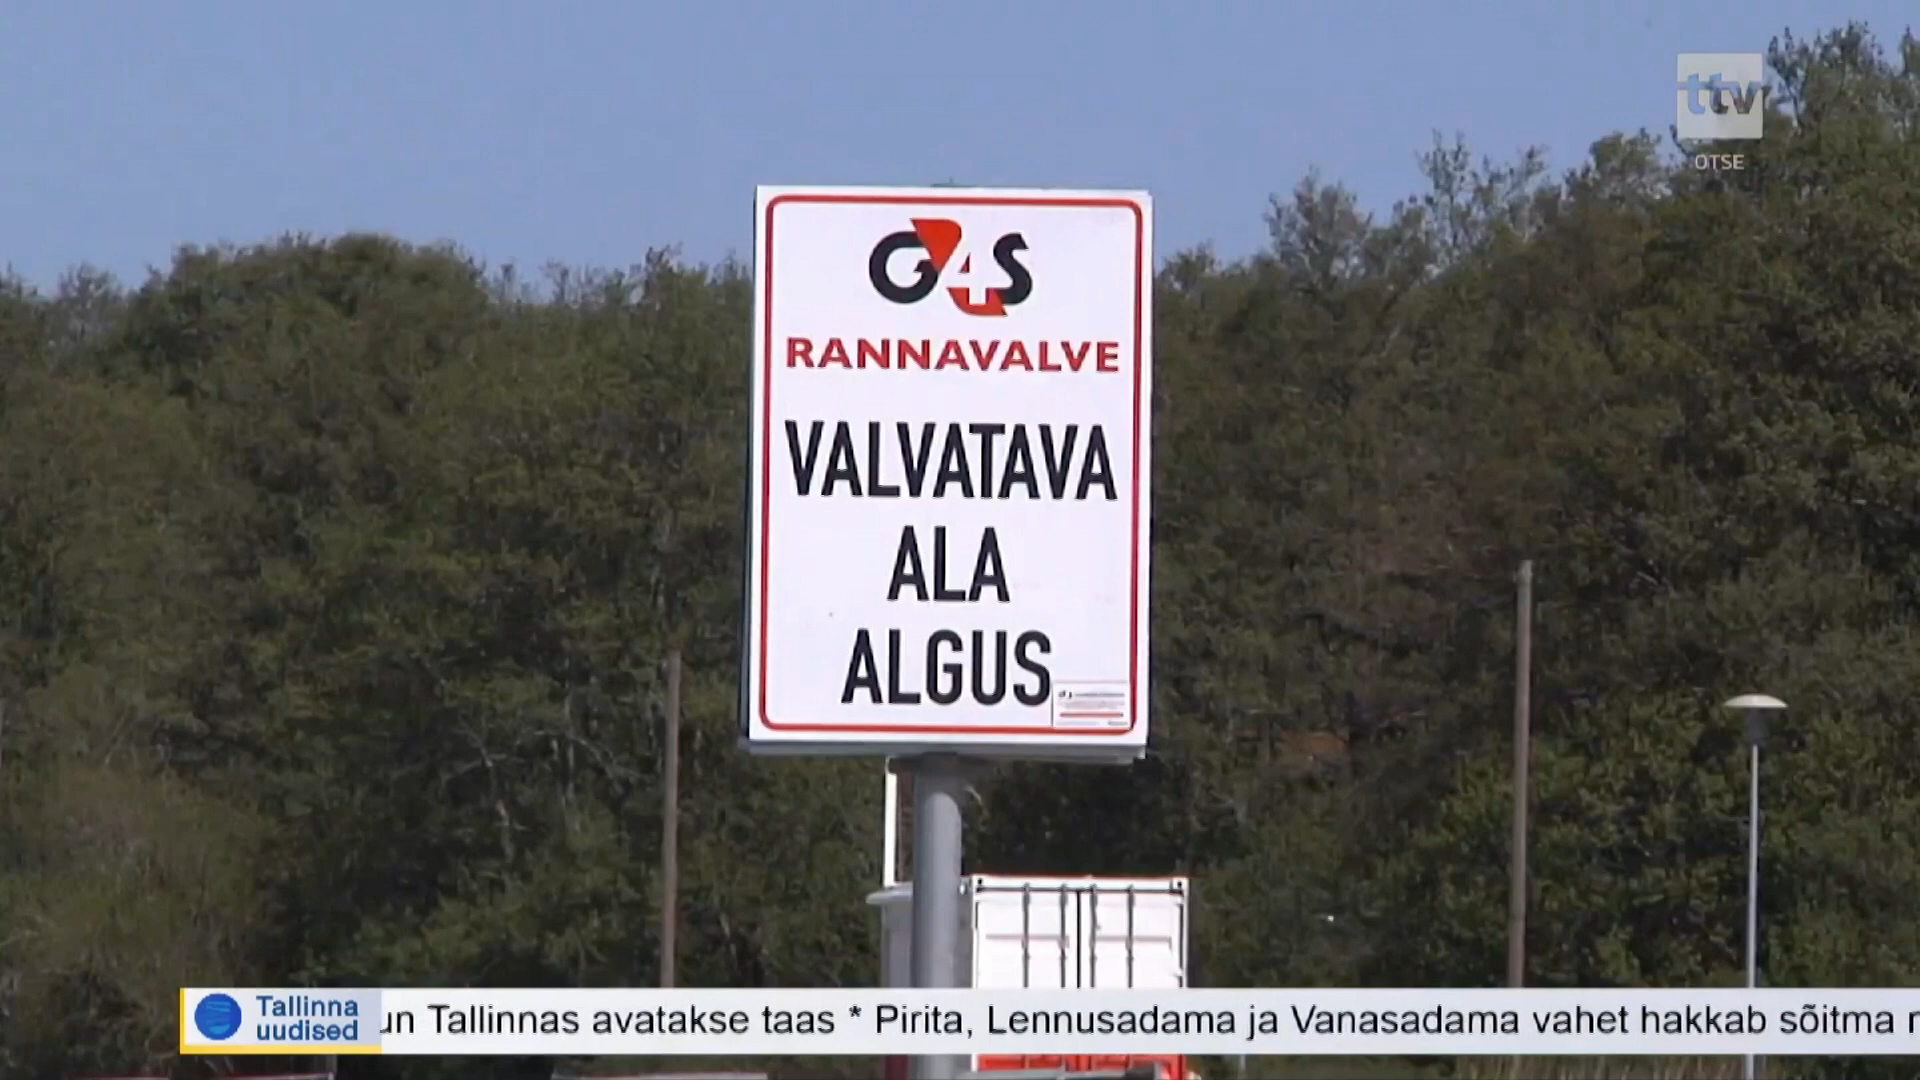 ttv
OTSE
G4S
RANNAVALVE
VALVATAVA
ALA
ALGUS
Tallinna
uudised
un Tallinnas avatakse taas * Pirita, Lennusadama ja Vanasadama vahet hakkab sõitma